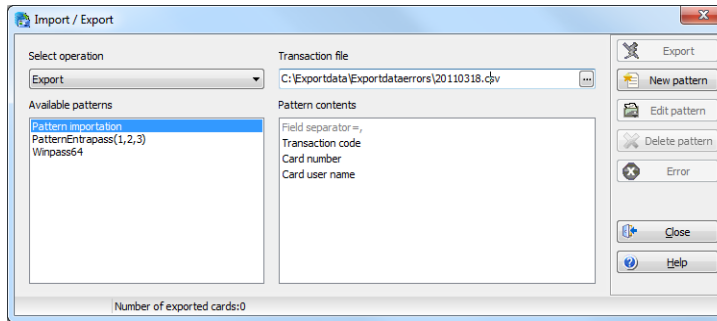 Import / Export
Select operation
Export
Transaction file
C:\Exportdata\Exportdataerrors\20110318.csv
...
Available patterns
Pattern importation
PatternEntrapass(1,2,3)
Winpass64
Pattern contents
Field separator=,
Transaction code
Card number
Card user name
Export
New pattern
Edit pattern
Delete pattern
Error
Close
Help
Number of exported cards:0